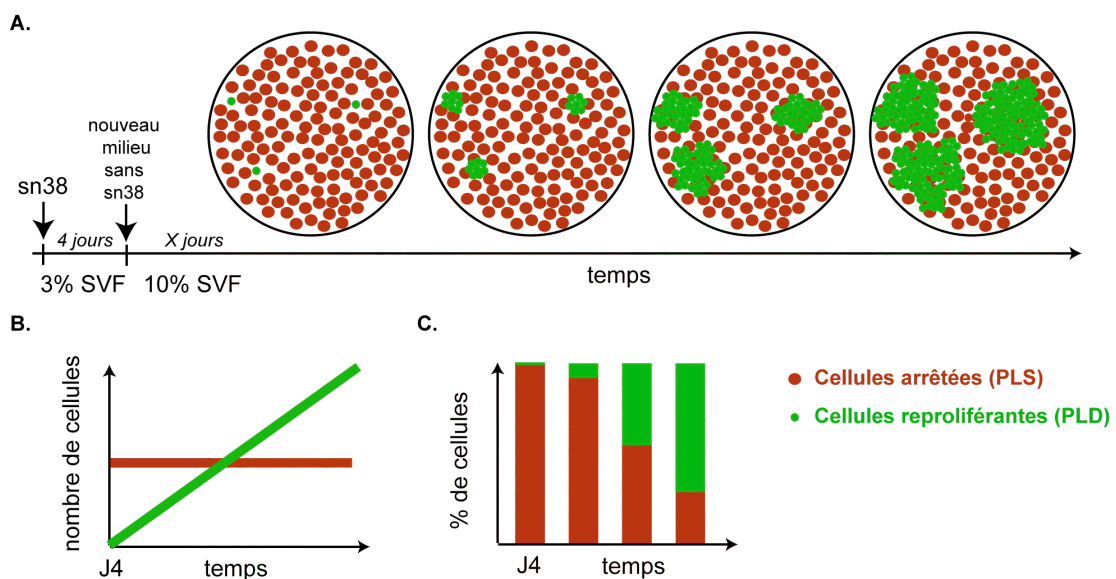 A.
nouveau
milieu
sans
sn38
sn38
4 jours
X jours
3% SVF
10% SVF
temps
B.
nombre de cellules
J4
temps
C.
% de cellules
J4
temps
Cellules arrêtées (PLS)
Cellules reproliférantes (PLD)